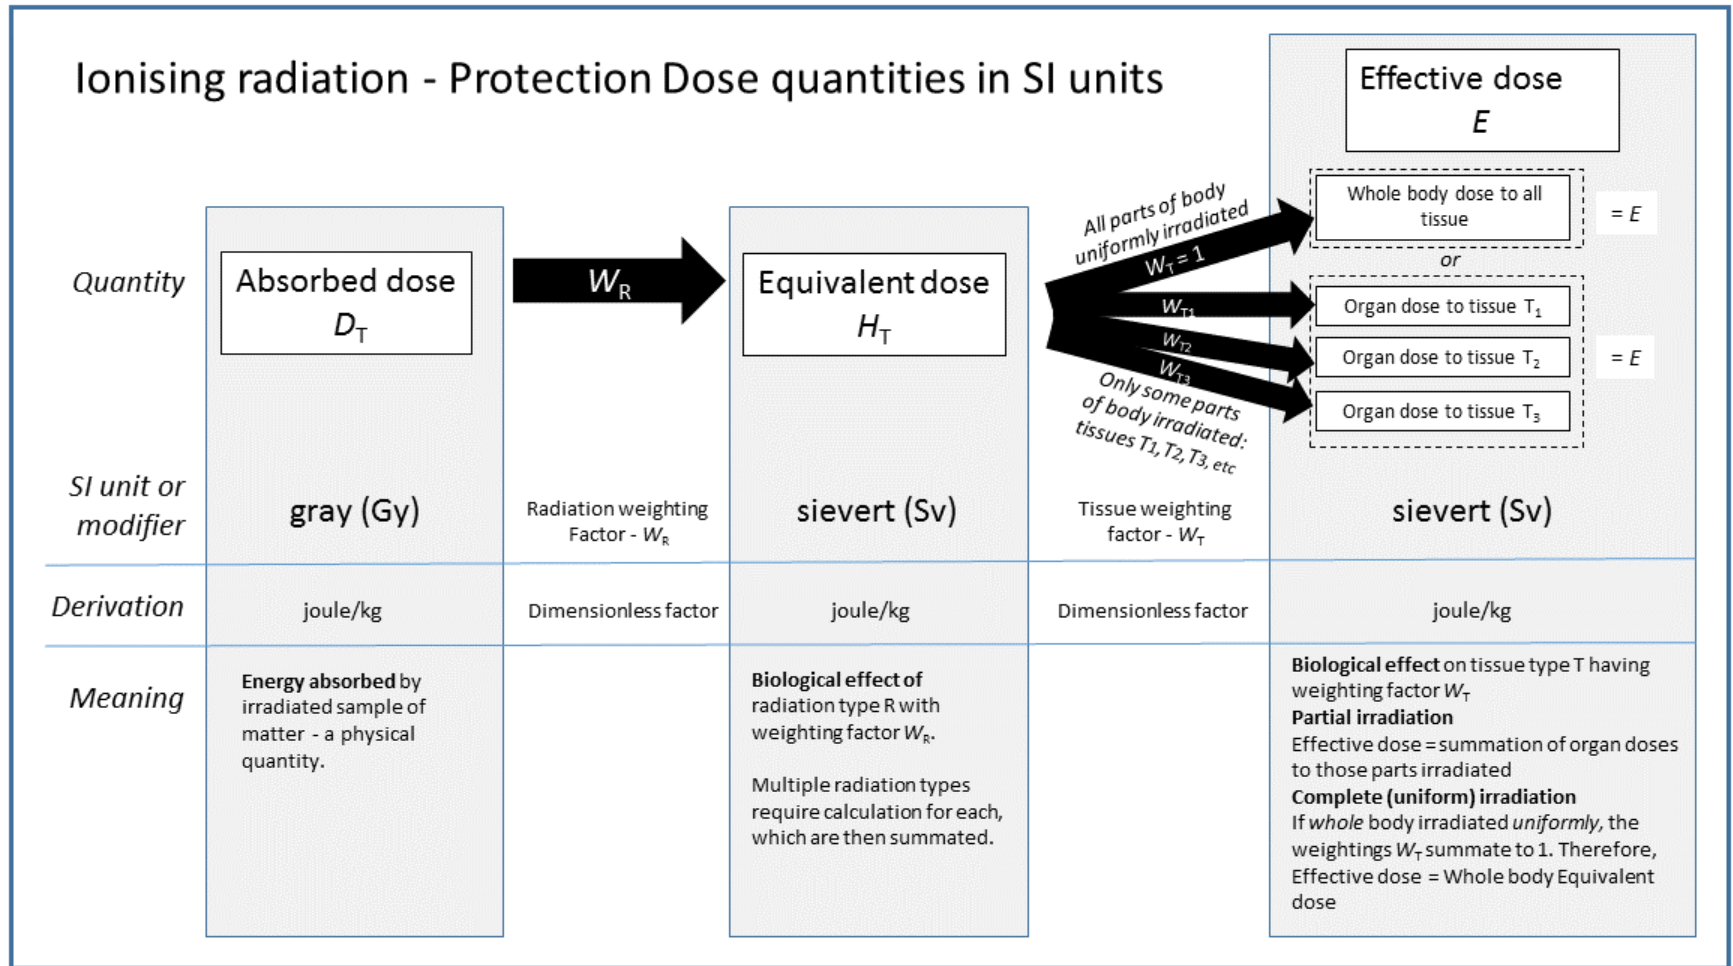 Ionising radiation - Protection Dose quantities in SI units
Effective dose
E
Whole body dose to all
tissue
= E
or
Organ dose to tissue T1
Organ dose to tissue T2
Organ dose to tissue T3
= E
All parts of body
uniformly irradiated
WT = 1
WT1
WT2
WT3
Only some parts
of body irradiated:
tissues T1, T2, T3, etc
Quantity
Absorbed dose
DT
WR
Equivalent dose
HT
SI unit or
modifier
gray (Gy)
Radiation weighting
Factor - WR
sievert (Sv)
Tissue weighting
factor - WT
sievert (Sv)
Derivation
joule/kg
Dimensionless factor
joule/kg
Dimensionless factor
joule/kg
Meaning
Energy absorbed by
irradiated sample of
matter - a physical
quantity.
Biological effect of
radiation type R with
weighting factor WR.
Multiple radiation types
require calculation for each,
which are then summated.
Biological effect on tissue type T having
weighting factor WT
Partial irradiation
Effective dose = summation of organ doses
to those parts irradiated
Complete (uniform) irradiation
If whole body irradiated uniformly, the
weightings WT summate to 1. Therefore,
Effective dose = Whole body Equivalent
dose